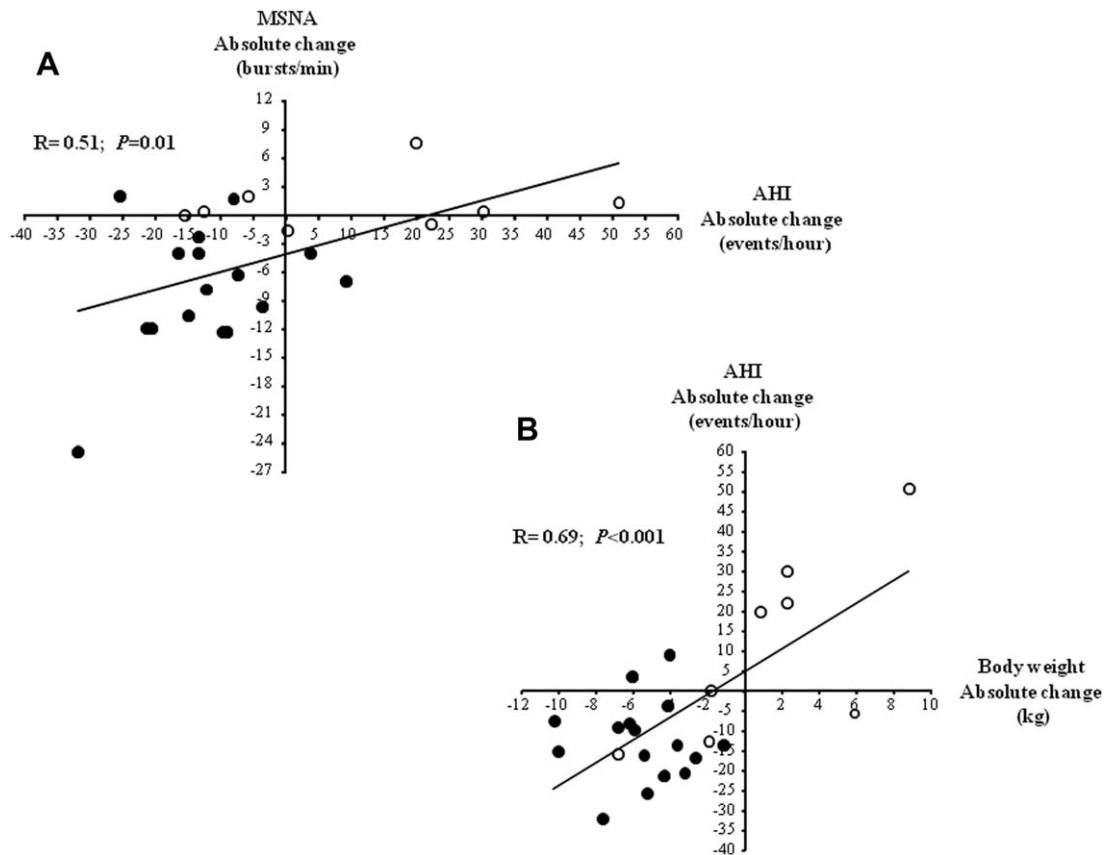 MSNA
Absolute change
(bursts/min)
A
R= 0.51; P=0.01
12
9
6
3
-3
-6
-9
-12
-15
-18
-21
-24
-27
-40 -35 -30 -25 -20 -15 -10 -5 5 10 15 20 25 30 35 40 45 50 55 60
AHI
Absolute change
(events/hour)
AHI
Absolute change
(events/hour)
B
R= 0.69; P<0.001
60
55
50
45
40
35
30
25
20
15
10
5
-5
-10
-15
-20
-25
-30
-35
-40
-12 -10 -8 -6 -4 -2 2 4 6 8 10
Body weight
Absolute change
(kg)